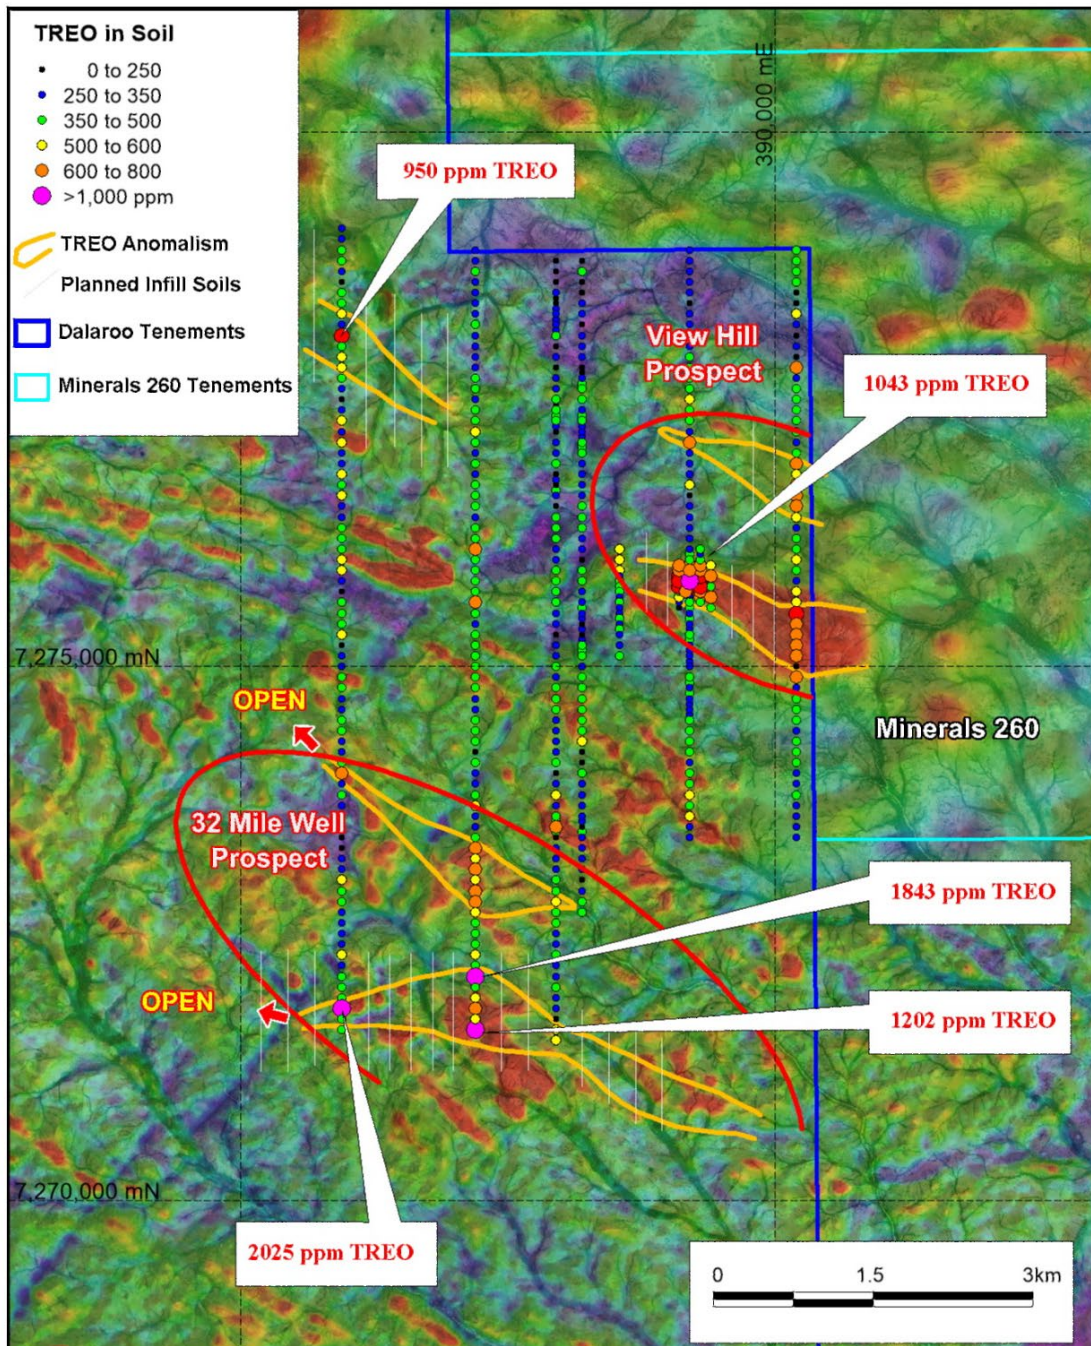 TREO in Soil
0 to 250
250 to 350
350 to 500
500 to 600
600 to 800
>1,000 ppm
TREO Anomalism
Planned Infill Soils
Dalaroo Tenements
Minerals 260 Tenements
390,000 mE
950 ppm TREO
View Hill
Prospect
1043 ppm TREO
7,275,000 mN
OPEN
Minerals 260
32 Mile Well
Prospect
1843 ppm TREO
OPEN
1202 ppm TREO
7,270,000 mN
2025 ppm TREO
0 1.5 3km